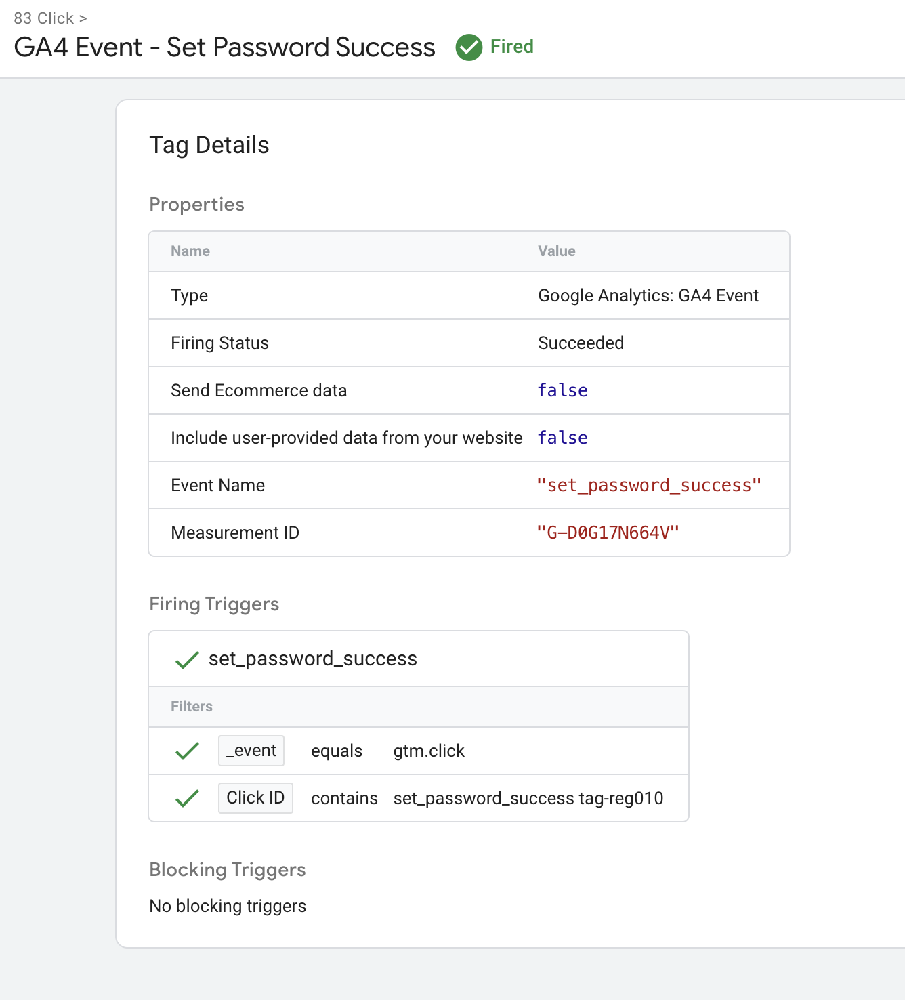 83 Click >
GA4 Event - Set Password Success Fired
Tag Details
Properties
Name Value
Type Google Analytics: GA4 Event
Firing Status Succeeded
Send Ecommerce data false
Include user-provided data from your website false
Event Name "set_password_success"
Measurement ID "G-D0G17N664V"
Firing Triggers
set_password_success
Filters
_event equals gtm.click
Click ID contains set_password_success tag-reg010
Blocking Triggers
No blocking triggers